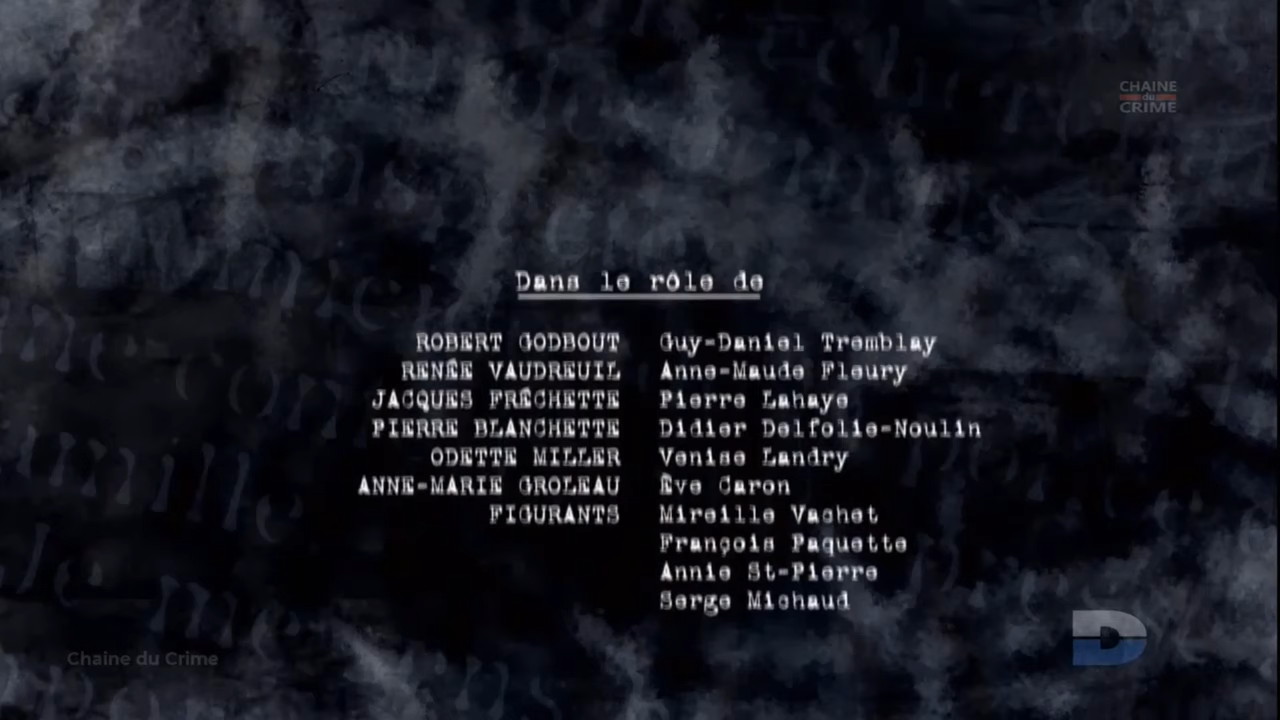 CHAINE
du
CRIME
Dans le rôle de
ROBERT GODBOUT Guy-Daniel Tremblay
RENÉE VAUDREUIL Anne-Maude Fleury
JACQUES FRÉCHETTE Pierre Lahaye
PIERRE BLANCHETTE Didier Delfolie-Noulin
ODETTE MILLER Venise Landry
ANNE-MARIE GROLEAU Ève Caron
FIGURANTS Mireille Vachet
François Paquette
Annie St-Pierre
Serge Michaud
D
Chaine du Crime